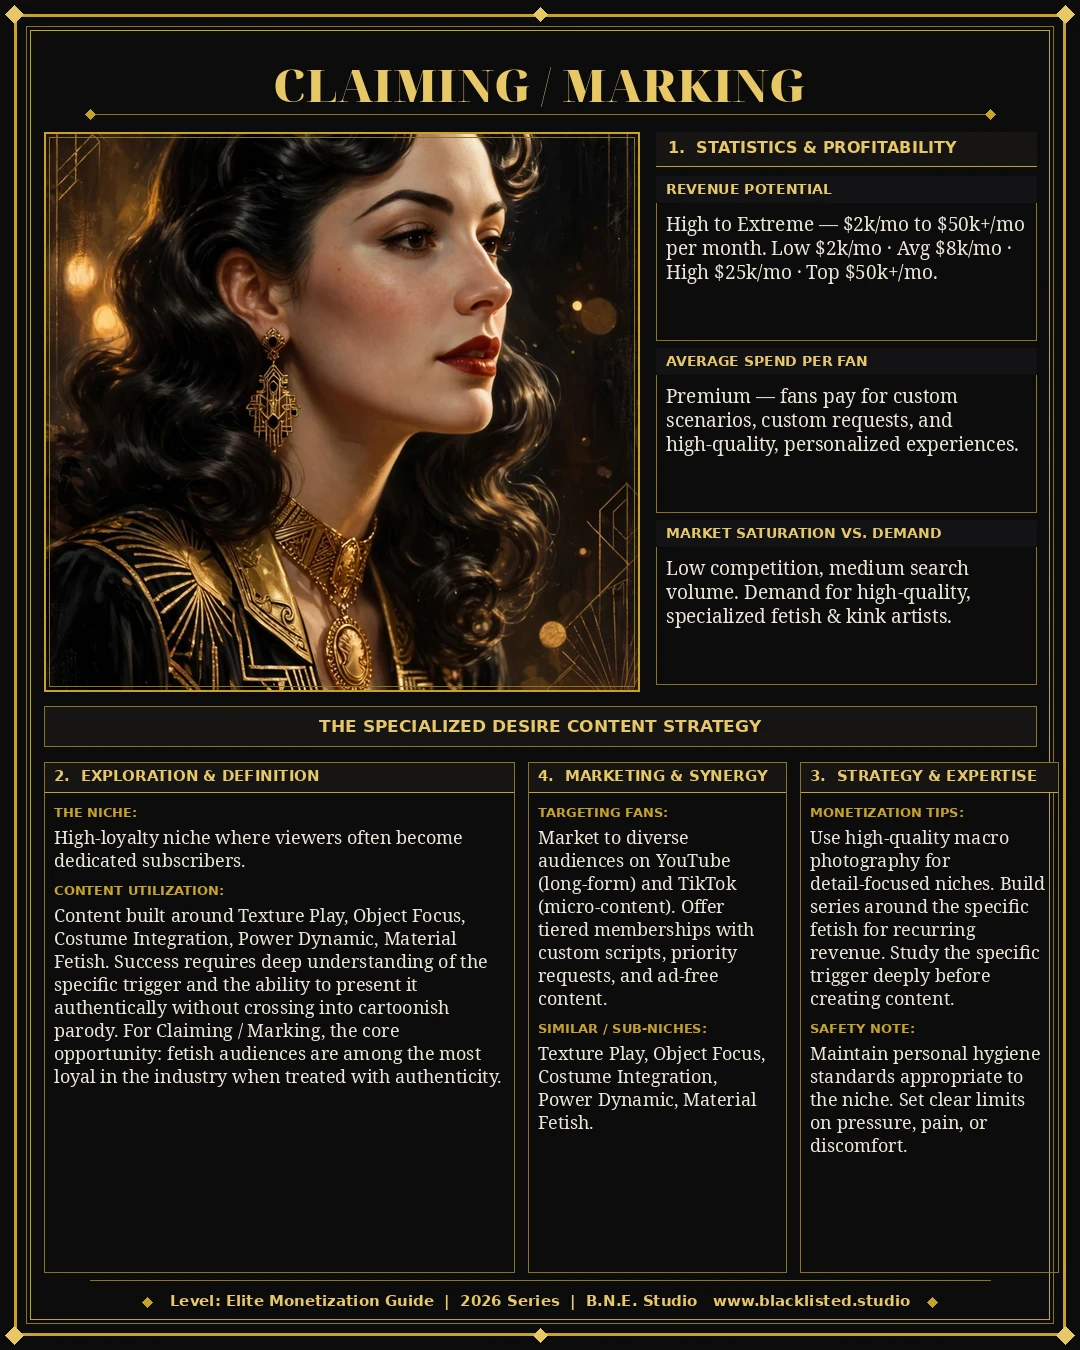 CLAIMING / MARKING
1. STATISTICS & PROFITABILITY
REVENUE POTENTIAL
High to Extreme — $2k/mo to $50k+/mo
per month. Low $2k/mo · Avg $8k/mo ·
High $25k/mo · Top $50k+/mo.
AVERAGE SPEND PER FAN
Premium — fans pay for custom
scenarios, custom requests, and
high-quality, personalized experiences.
MARKET SATURATION VS. DEMAND
Low competition, medium search
volume. Demand for high-quality,
specialized fetish & kink artists.
THE SPECIALIZED DESIRE CONTENT STRATEGY
2. EXPLORATION & DEFINITION
THE NICHE:
High-loyalty niche where viewers often become
dedicated subscribers.
CONTENT UTILIZATION:
Content built around Texture Play, Object Focus,
Costume Integration, Power Dynamic, Material
Fetish. Success requires deep understanding of the
specific trigger and the ability to present it
authentically without crossing into cartoonish
parody. For Claiming / Marking, the core
opportunity: fetish audiences are among the most
loyal in the industry when treated with authenticity.
4. MARKETING & SYNERGY
TARGETING FANS:
Market to diverse
audiences on YouTube
(long-form) and TikTok
(micro-content). Offer
tiered memberships with
custom scripts, priority
requests, and ad-free
content.
SIMILAR / SUB-NICHES:
Texture Play, Object Focus,
Costume Integration,
Power Dynamic, Material
Fetish.
3. STRATEGY & EXPERTISE
MONETIZATION TIPS:
Use high-quality macro
photography for
detail-focused niches. Build
series around the specific
fetish for recurring
revenue. Study the specific
trigger deeply before
creating content.
SAFETY NOTE:
Maintain personal hygiene
standards appropriate to
the niche. Set clear limits
on pressure, pain, or
discomfort.
Level: Elite Monetization Guide | 2026 Series | B.N.E. Studio www.blacklisted.studio